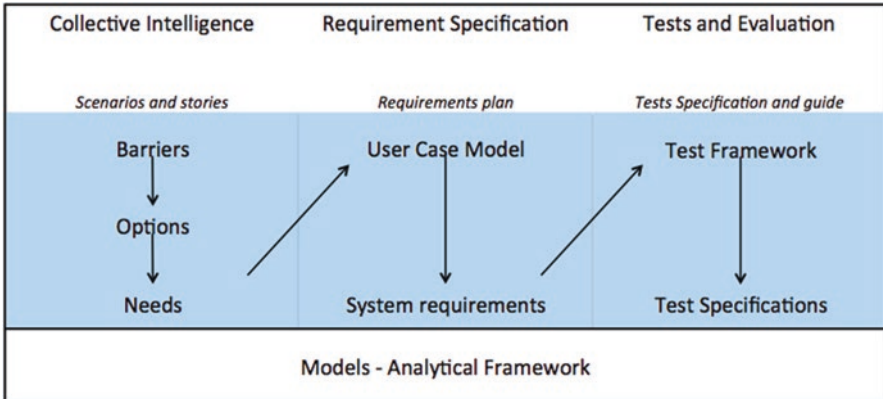 Collective Intelligence
Requirement Specification
Tests and Evaluation
Scenarios and stories
Requirements plan
Tests Specification and guide
Barriers
User Case Model
Test Framework
Options
Needs
System requirements
Test Specifications
Models - Analytical Framework